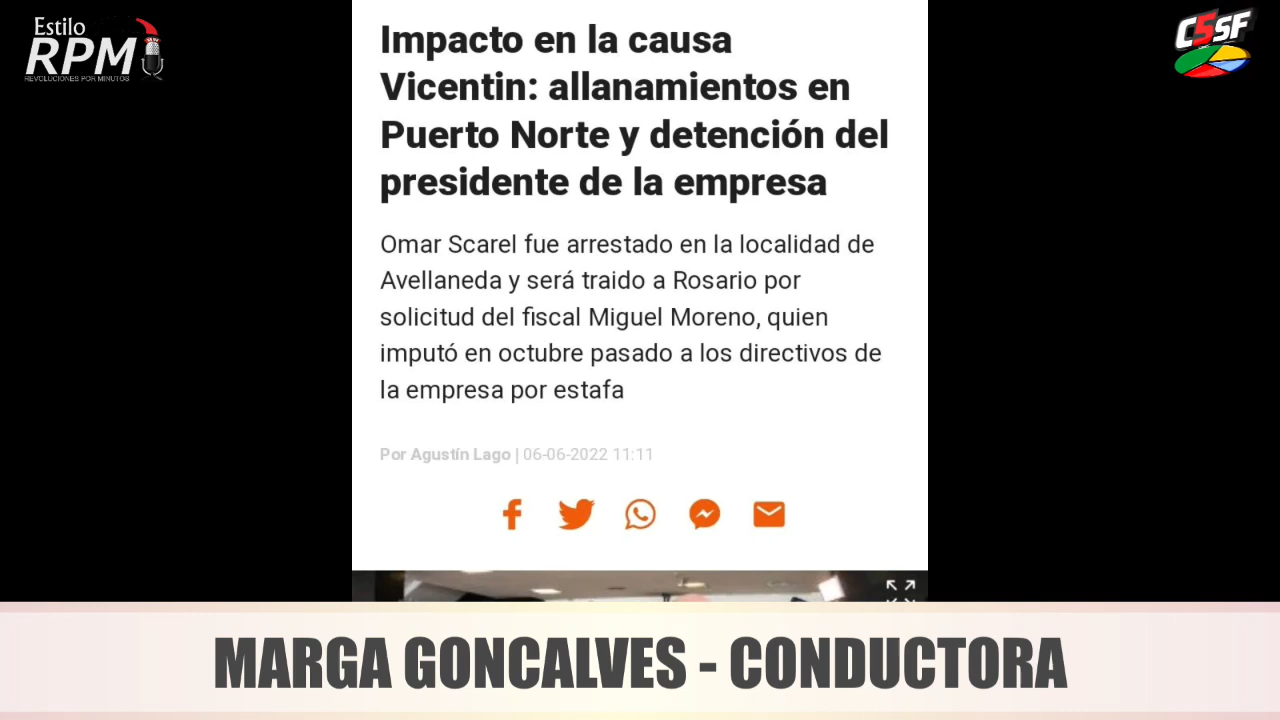 Estilo
RPM
REVOLUCIONES POR MINUTOS
C5SF
Impacto en la causa
Vicentin: allanamientos en
Puerto Norte y detención del
presidente de la empresa
Omar Scarel fue arrestado en la localidad de
Avellaneda y será traido a Rosario por
solicitud del fiscal Miguel Moreno, quien
imputó en octubre pasado a los directivos de
la empresa por estafa
Por Agustín Lago | 06-06-2022 11:11
MARGA GONCALVES - CONDUCTORA